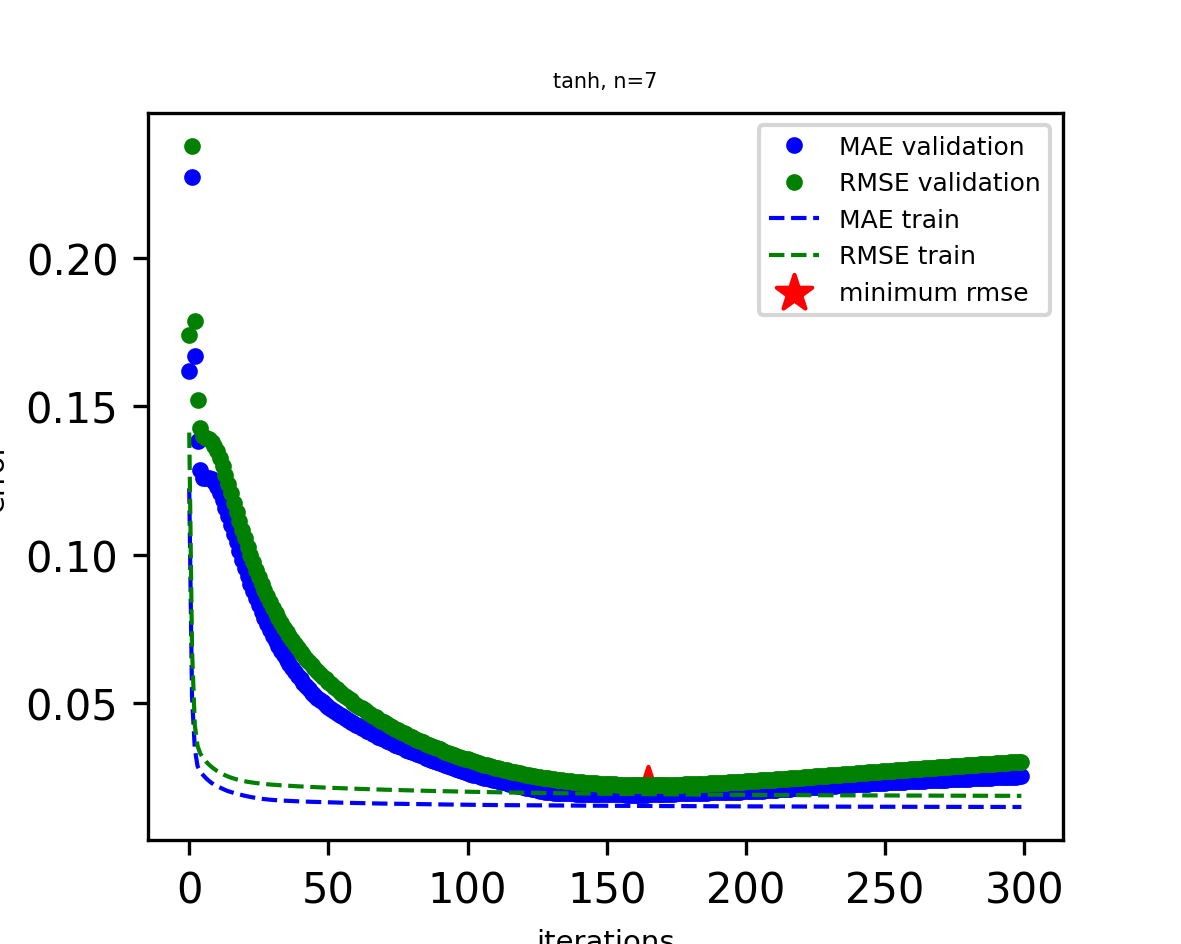 tanh, n=7
MAE validation
RMSE validation
MAE train
RMSE train
minimum rmse
0.20
0.15
0.10
0.05
0 50 100 150 200 250 300
iterations